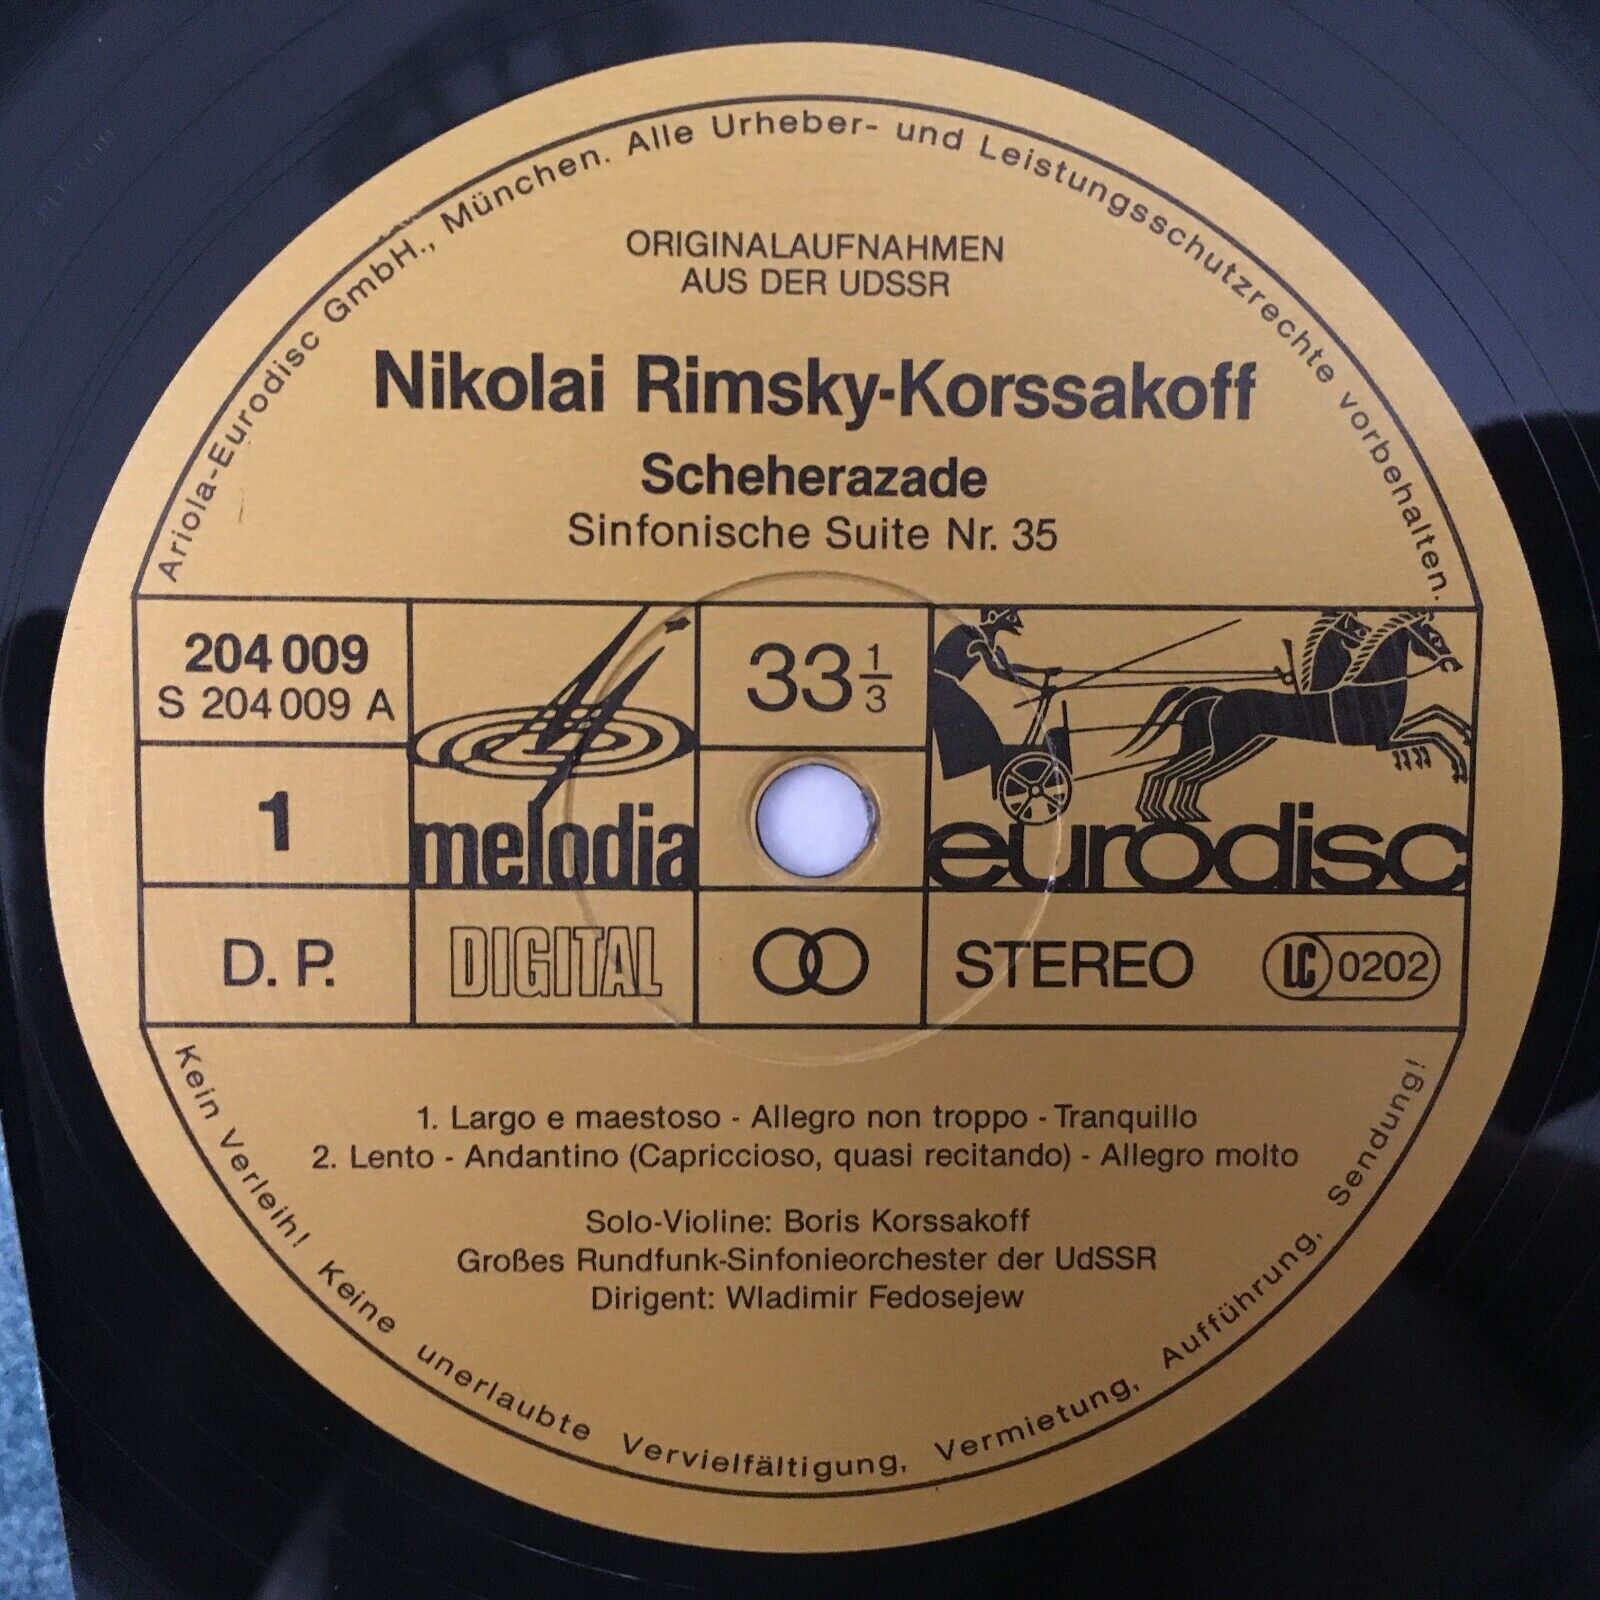 Ariola-Eurodisc GmbH., München. Alle Urheber- und Leistungsschutzrechte vorbehalten.
ORIGINALAUFNAHMEN
AUS DER UDSSR
Nikolai Rimsky-Korssakoff
Scheherazade
Sinfonische Suite Nr. 35
204 009
S 204 009 A
33 1/3
1
melodia
eurodisc
D. P.
DIGITAL
STEREO
LC 0202
1. Largo e maestoso - Allegro non troppo - Tranquillo
2. Lento - Andantino (Capriccioso, quasi recitando) - Allegro molto
Solo-Violine: Boris Korssakoff
Großes Rundfunk-Sinfonieorchester der UdSSR
Dirigent: Wladimir Fedosejew
Kein Verleih! Keine unerlaubte Vervielfältigung, Vermietung, Aufführung, Sendung!